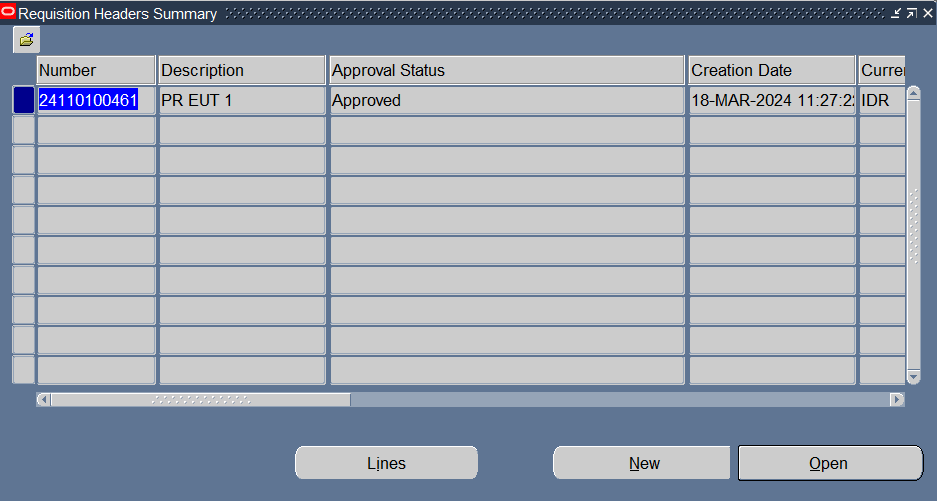 Requisition Headers Summary
Number Description Approval Status Creation Date Curre
24110100461 PR EUT 1 Approved 18-MAR-2024 11:27:22 IDR
Lines New Open